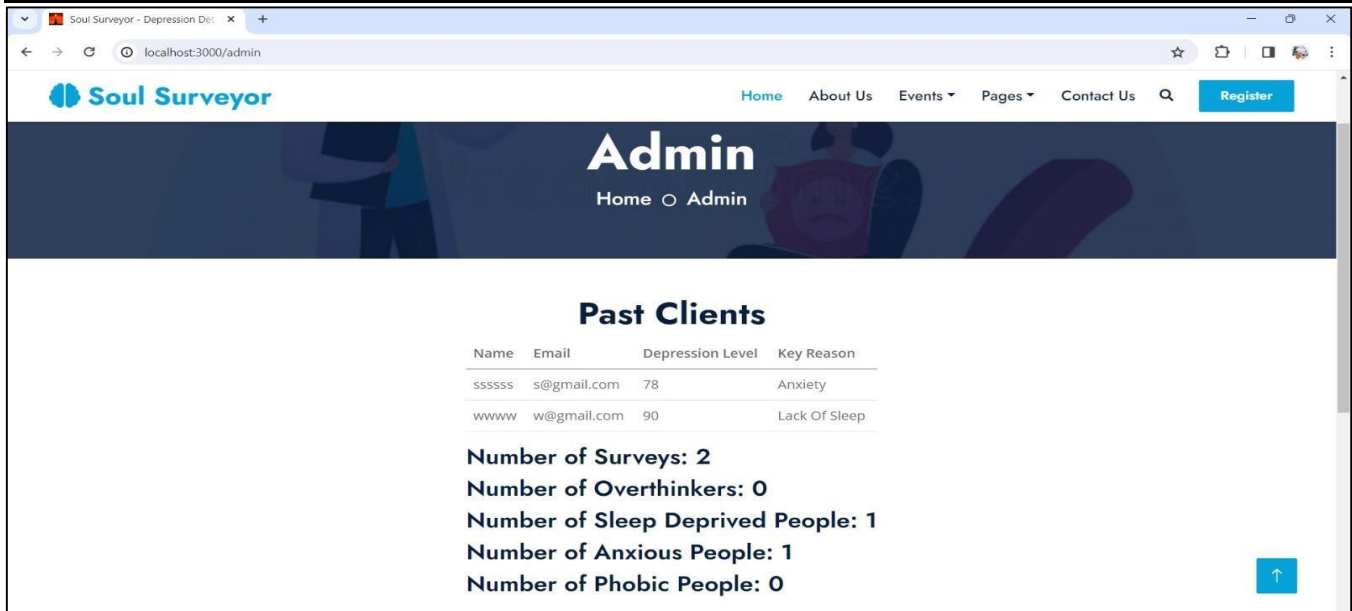 Soul Surveyor - Depression Det
localhost:3000/admin
Soul Surveyor Home About Us Events Pages Contact Us Register
Admin
Home Admin
Past Clients
Name Email Depression Level Key Reason
ssssss s@gmail.com 78 Anxiety
wwww w@gmail.com 90 Lack Of Sleep
Number of Surveys: 2
Number of Overthinkers: 0
Number of Sleep Deprived People: 1
Number of Anxious People: 1
Number of Phobic People: 0